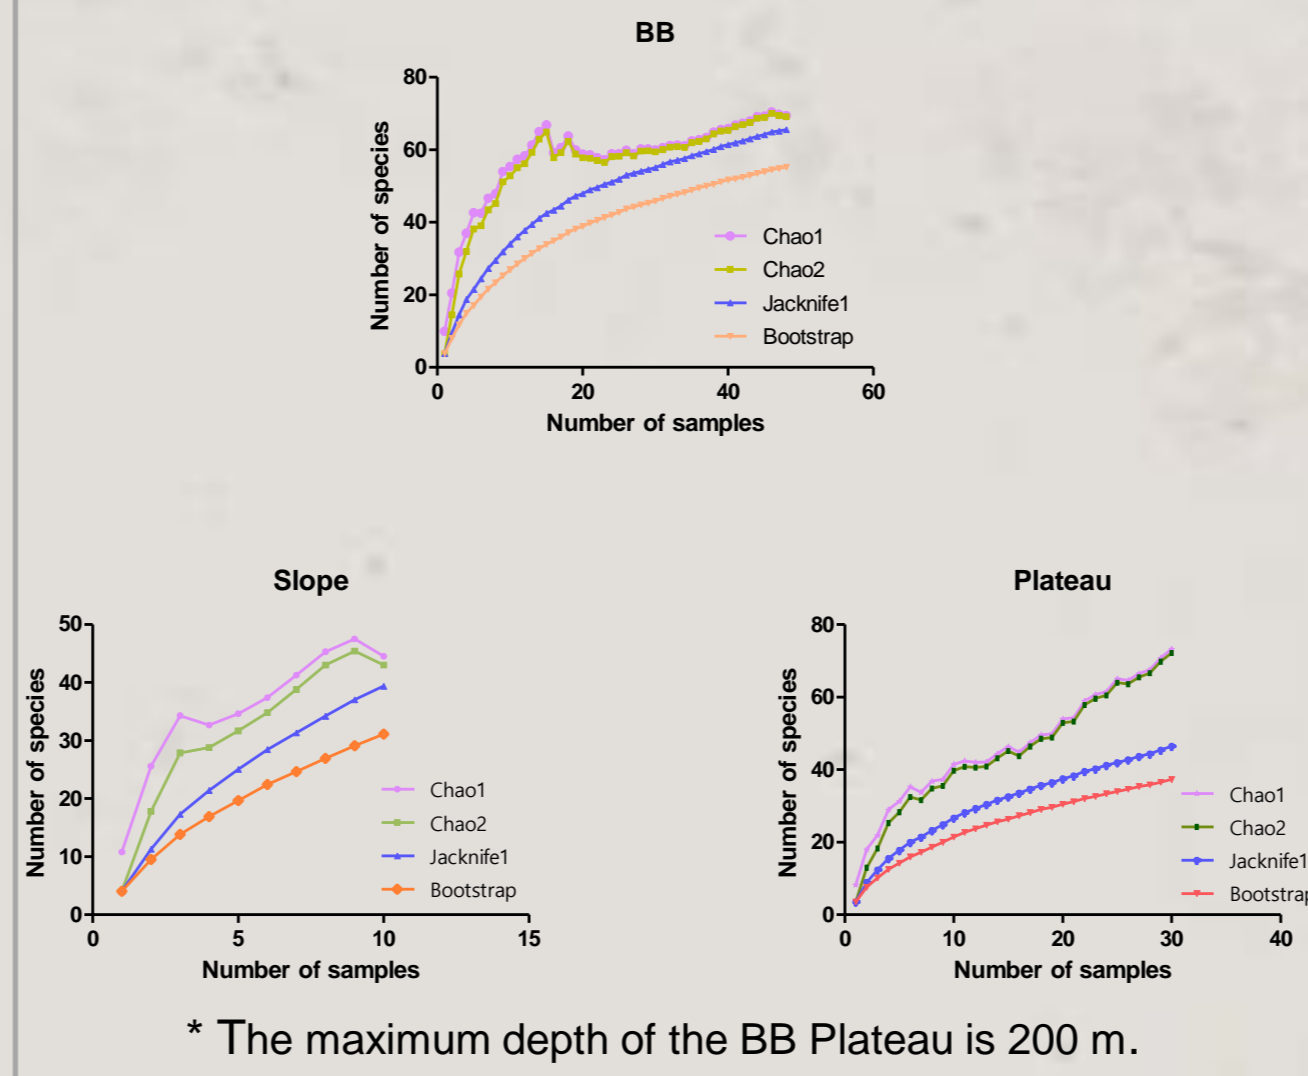 BB
80
60
40
20
0
Number of species
Chao1
Chao2
Jacknife1
Bootstrap
0 20 40 60
Number of samples
Slope
50
40
30
20
10
0
Number of species
Chao1
Chao2
Jacknife1
Bootstrap
0 5 10 15
Number of samples
Plateau
80
60
40
20
0
Number of species
Chao1
Chao2
Jacknife1
Bootstrap
0 10 20 30 40
Number of samples
* The maximum depth of the BB Plateau is 200 m.